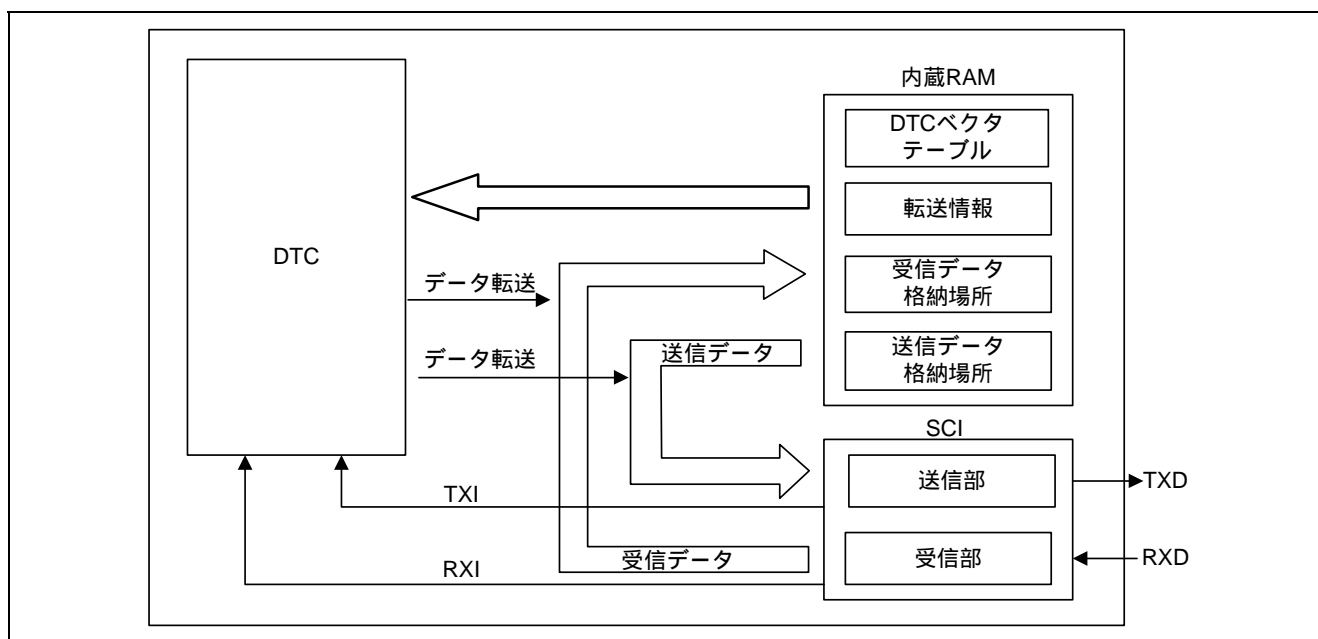 内蔵RAM
DTCベクタ
テーブル
転送情報
DTC
データ転送
受信データ
格納場所
データ転送
送信データ
送信データ
格納場所
SCI
送信部
TXD
TXI
受信データ
受信部
RXD
RXI